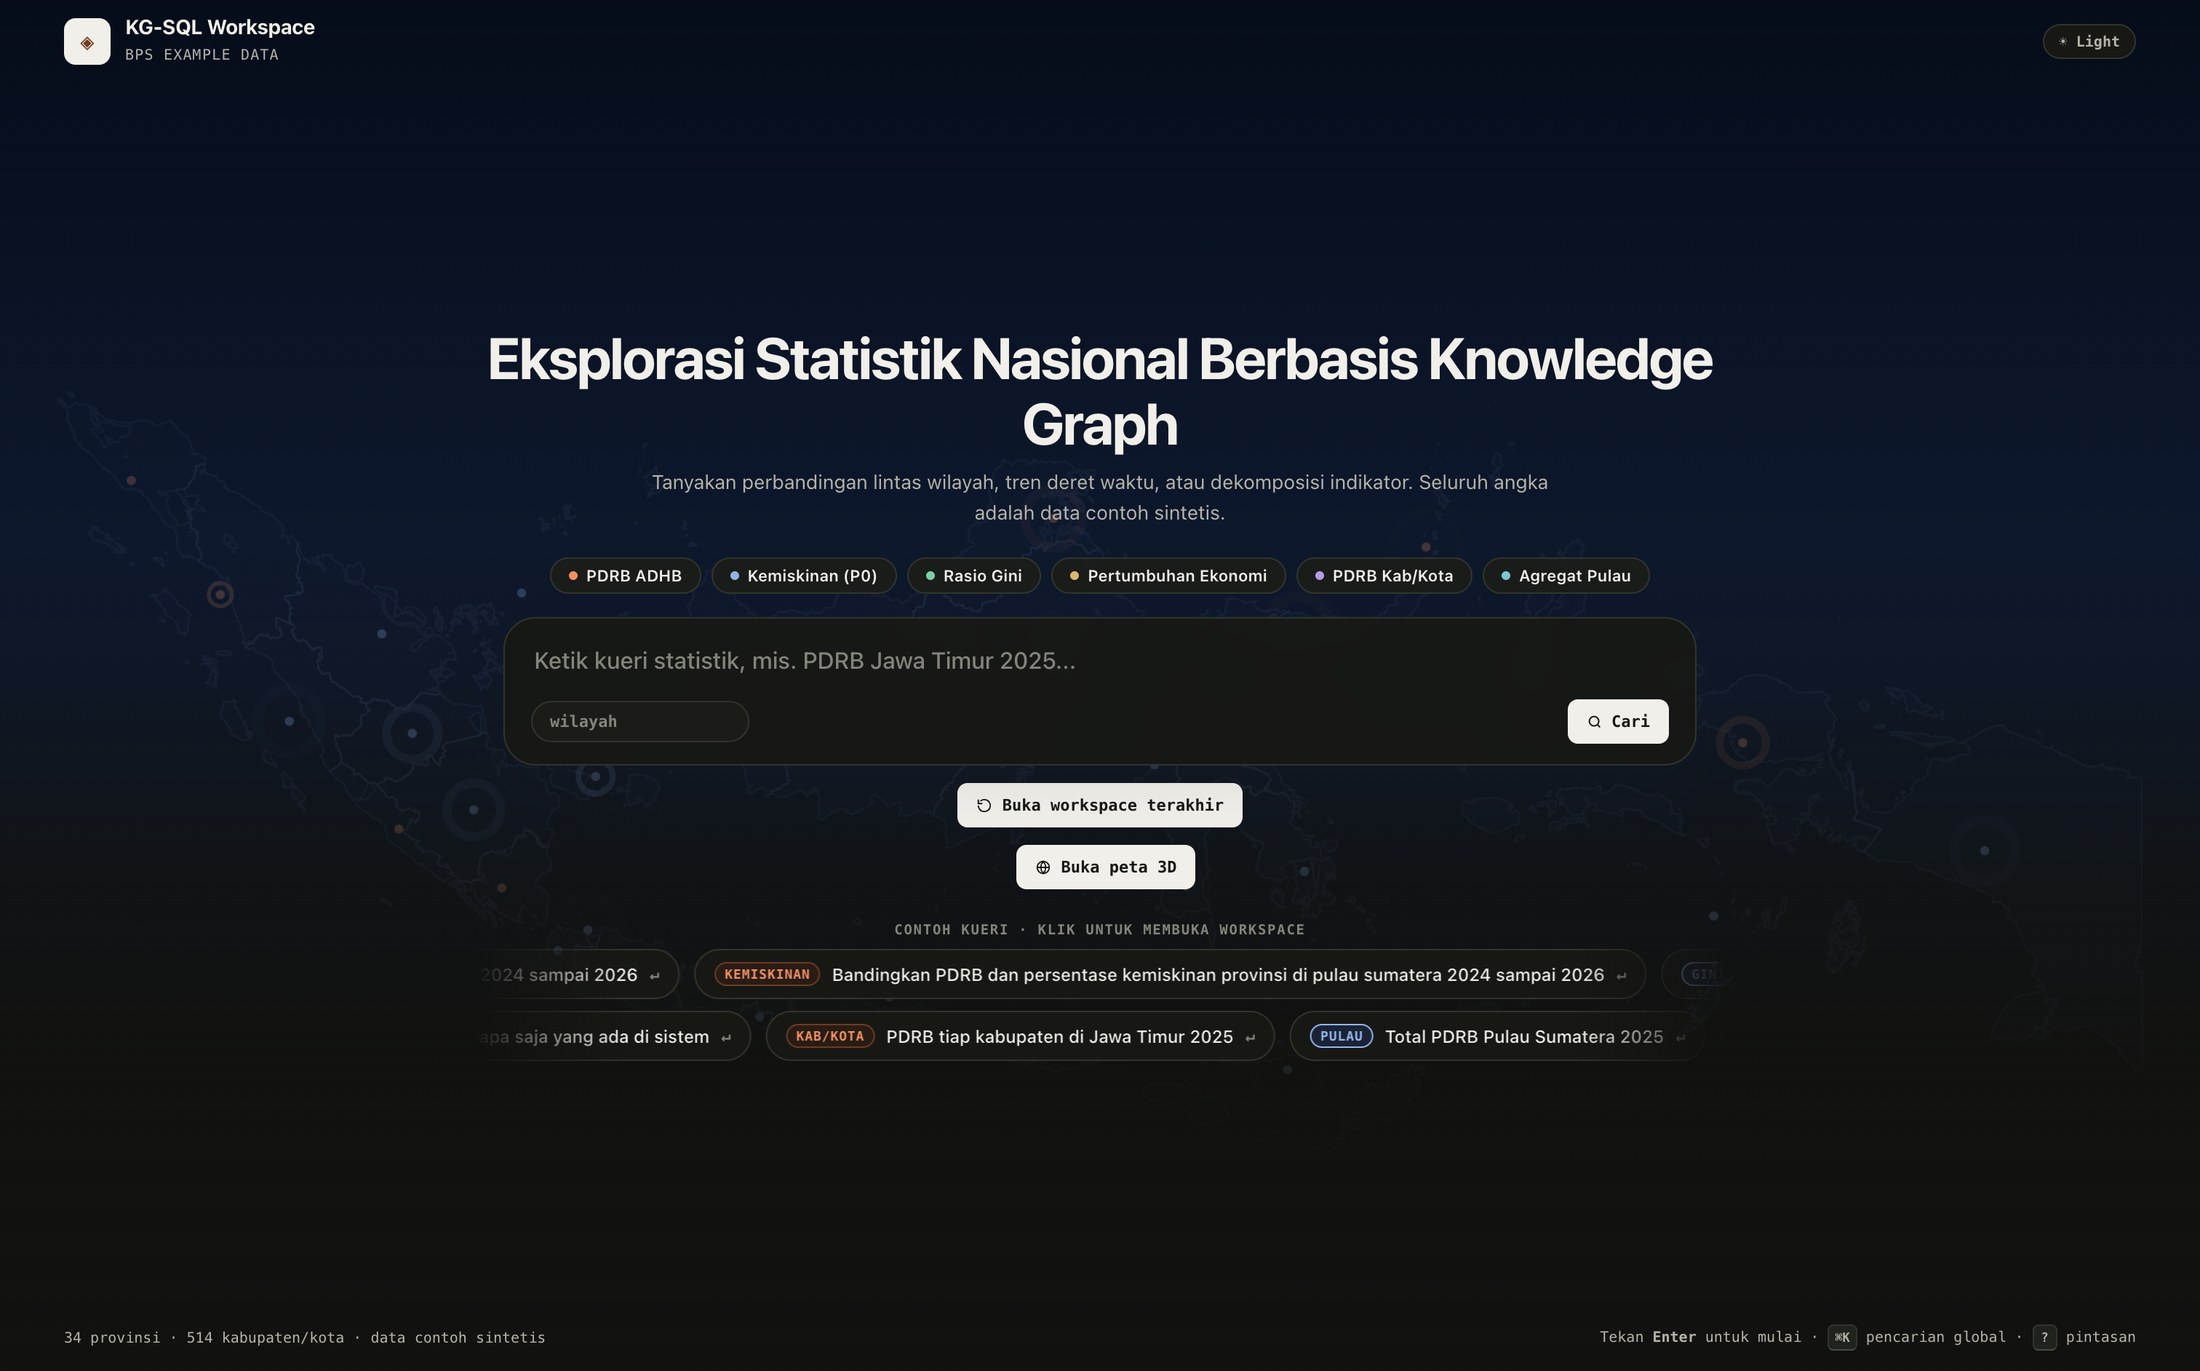 KG-SQL Workspace
BPS EXAMPLE DATA
Light
Eksplorasi Statistik Nasional Berbasis Knowledge
Graph
Tanyakan perbandingan lintas wilayah, tren deret waktu, atau dekomposisi indikator. Seluruh angka
adalah data contoh sintetis.
PDRB ADHB
Kemiskinan (P0)
Rasio Gini
Pertumbuhan Ekonomi
PDRB Kab/Kota
Agregat Pulau
Ketik kueri statistik, mis. PDRB Jawa Timur 2025...
wilayah
Cari
Buka workspace terakhir
Buka peta 3D
CONTOH KUERI · KLIK UNTUK MEMBUKA WORKSPACE
2024 sampai 2026 ↵
KEMISKINAN Bandingkan PDRB dan persentase kemiskinan provinsi di pulau sumatera 2024 sampai 2026 ↵
apa saja yang ada di sistem ↵
KAB/KOTA PDRB tiap kabupaten di Jawa Timur 2025 ↵
PULAU Total PDRB Pulau Sumatera 2025 ↵
34 provinsi · 514 kabupaten/kota · data contoh sintetis
Tekan Enter untuk mulai · ⌘K pencarian global · ? pintasan